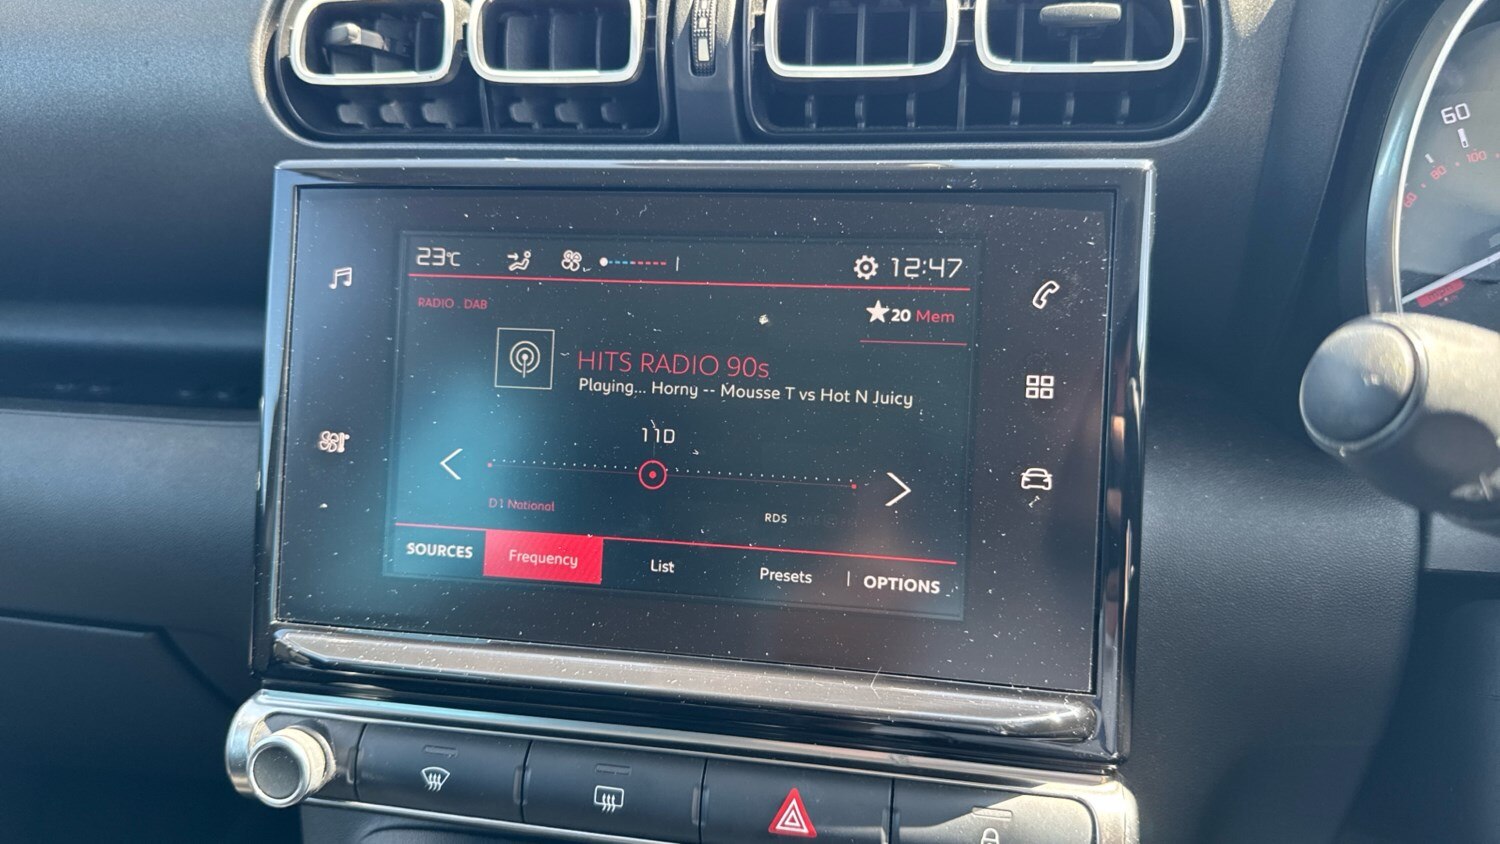 60
100
80
60
23°C
12:47
RADIO . DAB
★20 Mem
HITS RADIO 90s
Playing... Horny -- Mousse T vs Hot N Juicy
11D
D1 National
RDS
SOURCES Frequency List Presets | OPTIONS